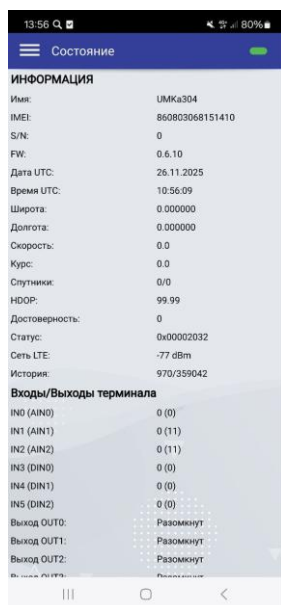 13:56 80%
Состояние
ИНФОРМАЦИЯ
Имя: UMKa304
IMEI: 860803068151410
S/N: 0
FW: 0.6.10
Дата UTC: 26.11.2025
Время UTC: 10:56:09
Широта: 0.000000
Долгота: 0.000000
Скорость: 0.0
Курс: 0.0
Спутники: 0/0
HDOP: 99.99
Достоверность: 0
Статус: 0x00002032
Сеть LTE: -77 dBm
История: 970/359042
Входы/Выходы терминала
IN0 (AIN0) 0 (0)
IN1 (AIN1) 0 (11)
IN2 (AIN2) 0 (11)
IN3 (DIN0) 0 (0)
IN4 (DIN1) 0 (0)
IN5 (DIN2) 0 (0)
Выход OUT0: Разомкнут
Выход OUT1: Разомкнут
Выход OUT2: Разомкнут